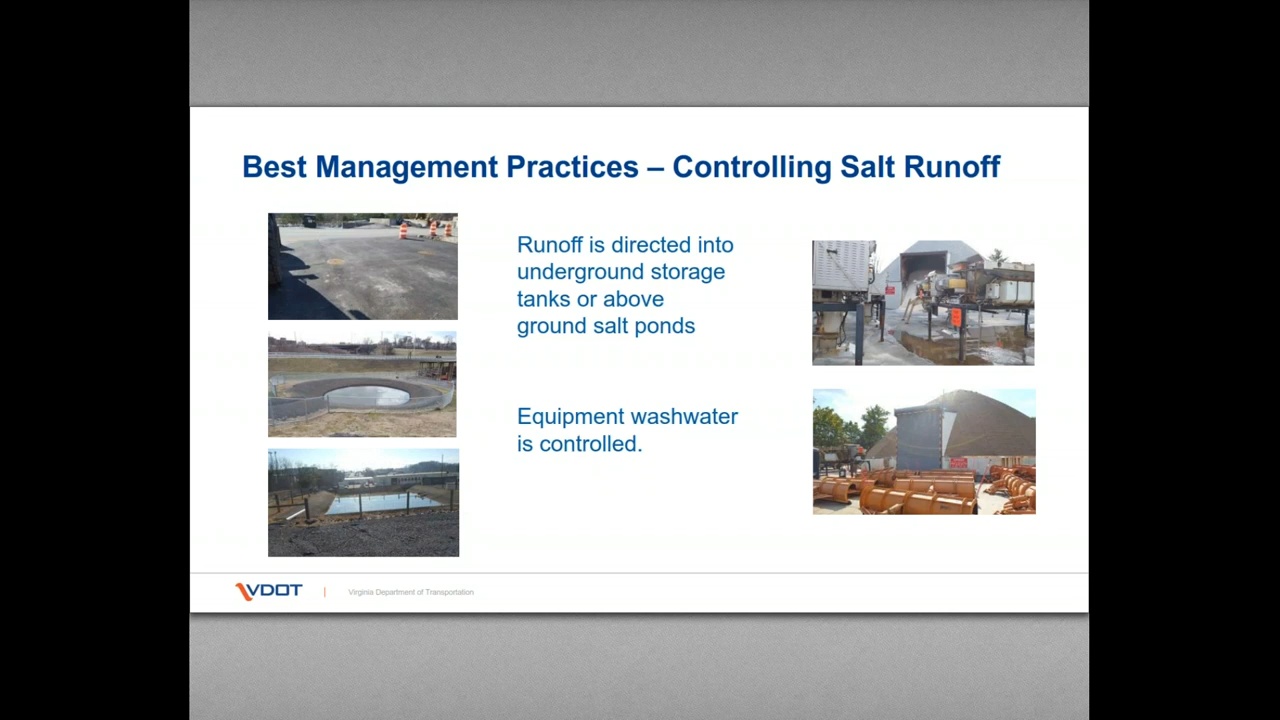 Best Management Practices – Controlling Salt Runoff
Runoff is directed into
underground storage
tanks or above
ground salt ponds
Equipment washwater
is controlled.
VDOT
Virginia Department of Transportation